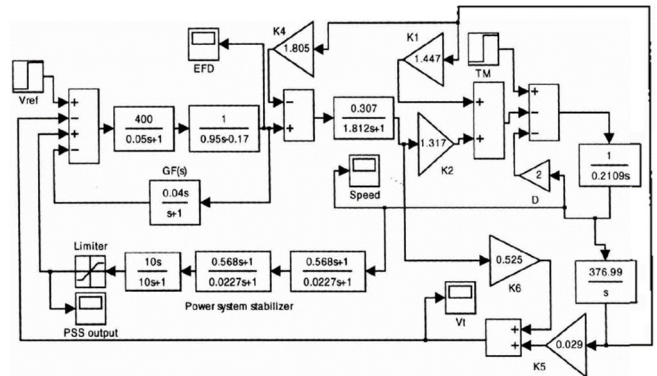 K4
K1
1.805
1.447
EFD
TM
Vref
+
−
+
−
400
0.05s+1
1
0.95s-0.17
−
+
0.307
1.812s+1
+
+
+
−
−
1.317
K2
2
D
1
0.2109s
GF(s)
0.04s
s+1
Speed
Limiter
10s
10s+1
0.568s+1
0.0227s+1
0.568s+1
0.0227s+1
Power system stabilizer
PSS output
0.525
K6
376.99
s
Vt
+
+
0.029
K5